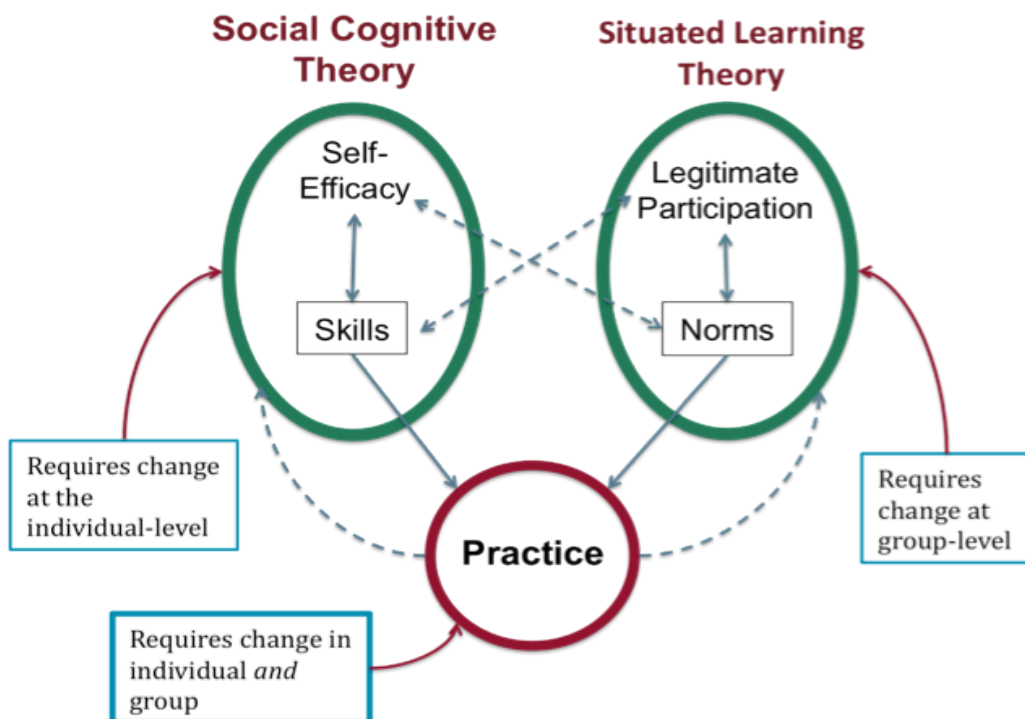 Social Cognitive
Theory
Situated Learning
Theory
Self-
Efficacy
Legitimate
Participation
Skills
Norms
Requires change
at the
individual-level
Requires
change at
group-level
Practice
Requires change in
individual and
group